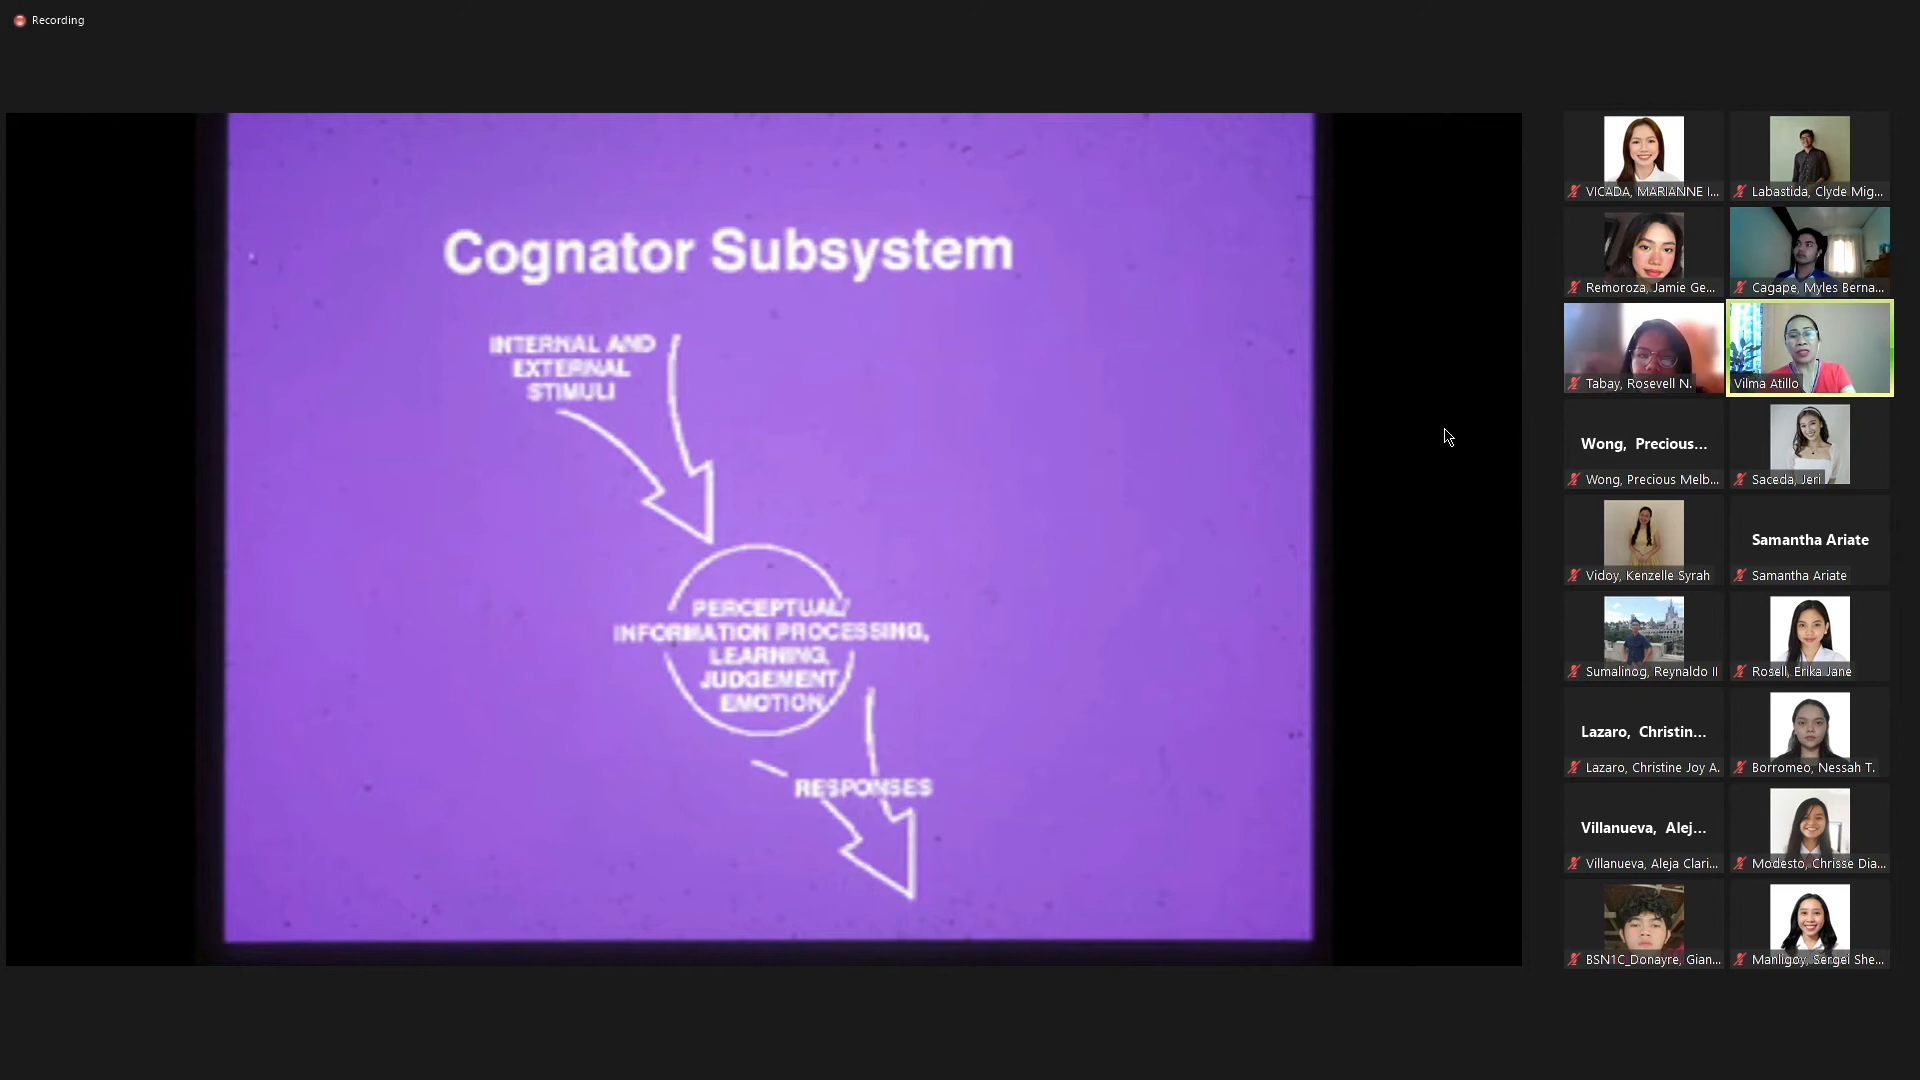 Recording
Cognator Subsystem
INTERNAL AND
EXTERNAL
STIMULI
PERCEPTUAL/
INFORMATION PROCESSING,
LEARNING,
JUDGEMENT,
EMOTION
RESPONSES
VICADA, MARIANNE I...
Labastida, Clyde Mig...
Remoroza, Jamie Ge...
Cagape, Myles Berna...
Tabay, Rosevell N.
Vilma Atillo
Wong, Precious...
Wong, Precious Melb...
Saceda, Jeri
Vidoy, Kenzelle Syrah
Samantha Ariate
Samantha Ariate
Sumalinog, Reynaldo II
Rosell, Erika Jane
Lazaro, Christin...
Lazaro, Christine Joy A.
Borromeo, Nessah T.
Villanueva, Alej...
Villanueva, Aleja Clari...
Modesto, Chrisse Dia...
BSN1C_Donayre, Gian...
Manligoy, Sergei She...